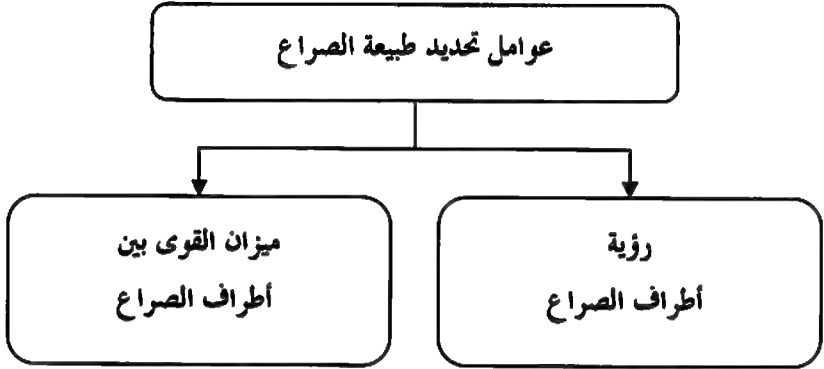 عوامل تحديد طبيعة الصراع
رؤية
أطراف الصراع
ميزان القوى بين
أطراف الصراع